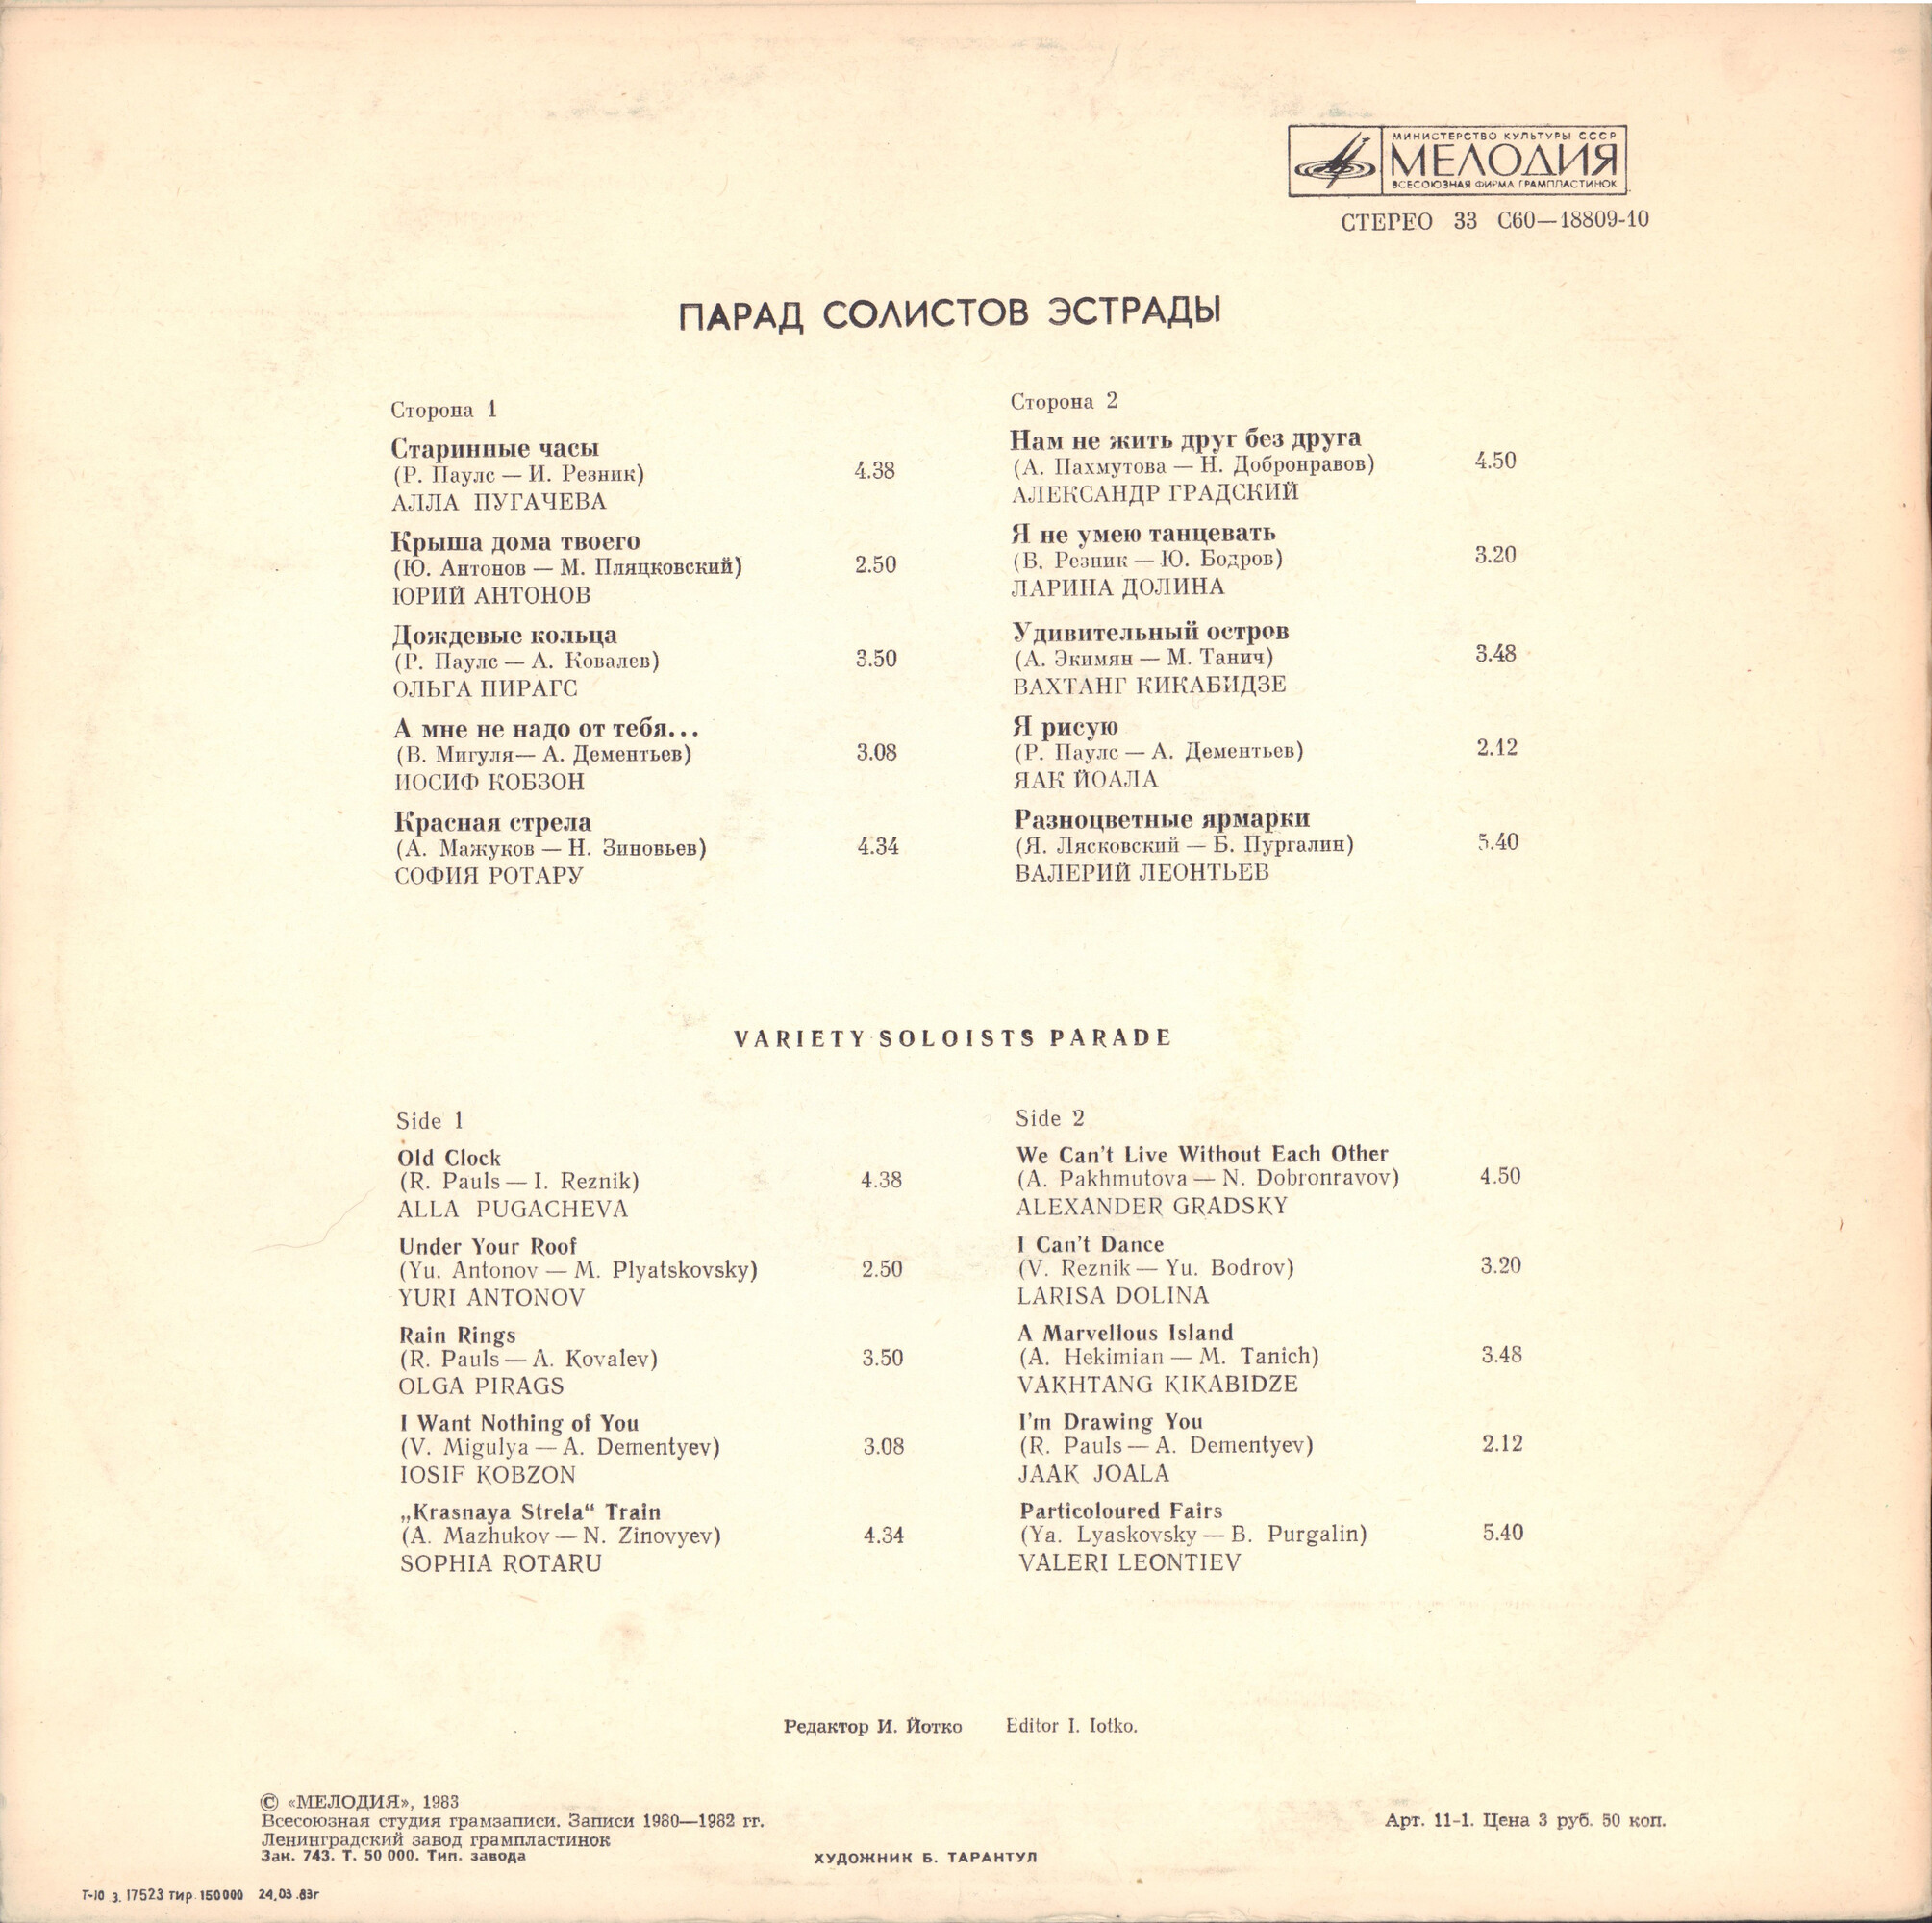 МИНИСТЕРСТВО КУЛЬТУРЫ СССР
МЕЛОДИЯ
ВСЕСОЮЗНАЯ ФИРМА ГРАМПЛАСТИНОК
СТЕРЕО 33 С60—18809-10
ПАРАД СОЛИСТОВ ЭСТРАДЫ
Сторона 1
Старинные часы
(Р. Паулс — И. Резник) 4.38
АЛЛА ПУГАЧЕВА
Крыша дома твоего
(Ю. Антонов — М. Пляцковский) 2.50
ЮРИЙ АНТОНОВ
Дождевые кольца
(Р. Паулс — А. Ковалев) 3.50
ОЛЬГА ПИРАГС
А мне не надо от тебя...
(В. Мигуля— А. Дементьев) 3.08
ИОСИФ КОБЗОН
Красная стрела
(А. Мажуков — Н. Зиновьев) 4.34
СОФИЯ РОТАРУ
Сторона 2
Нам не жить друг без друга
(А. Пахмутова — Н. Добронравов) 4.50
АЛЕКСАНДР ГРАДСКИЙ
Я не умею танцевать
(В. Резник — Ю. Бодров) 3.20
ЛАРИНА ДОЛИНА
Удивительный остров
(А. Экимян — М. Танич) 3.48
ВАХТАНГ КИКАБИДЗЕ
Я рисую
(Р. Паулс — А. Дементьев) 2.12
ЯАК ЙОАЛА
Разноцветные ярмарки
(Я. Лясковский — Б. Пургалин) 5.40
ВАЛЕРИЙ ЛЕОНТЬЕВ
VARIETY SOLOISTS PARADE
Side 1
Old Clock
(R. Pauls — I. Reznik) 4.38
ALLA PUGACHEVA
Under Your Roof
(Yu. Antonov — M. Plyatskovsky) 2.50
YURI ANTONOV
Rain Rings
(R. Pauls — A. Kovalev) 3.50
OLGA PIRAGS
I Want Nothing of You
(V. Migulya — A. Dementyev) 3.08
IOSIF KOBZON
„Krasnaya Strela“ Train
(A. Mazhukov — N. Zinovyev) 4.34
SOPHIA ROTARU
Side 2
We Can't Live Without Each Other
(A. Pakhmutova — N. Dobronravov) 4.50
ALEXANDER GRADSKY
I Can't Dance
(V. Reznik — Yu. Bodrov) 3.20
LARISA DOLINA
A Marvellous Island
(A. Hekimian — M. Tanich) 3.48
VAKHTANG KIKABIDZE
I'm Drawing You
(R. Pauls — A. Dementyev) 2.12
JAAK JOALA
Particoloured Fairs
(Ya. Lyaskovsky — B. Purgalin) 5.40
VALERI LEONTIEV
Редактор И. Йотко Editor I. Iotko.
© «МЕЛОДИЯ», 1983
Всесоюзная студия грамзаписи. Записи 1980—1982 гг.
Ленинградский завод грампластинок
Зак. 743. Т. 50 000. Тип. завода
ХУДОЖНИК Б. ТАРАНТУЛ
Арт. 11-1. Цена 3 руб. 50 коп.
Т-10 з. 17523 тир. 150000 24.03.83г